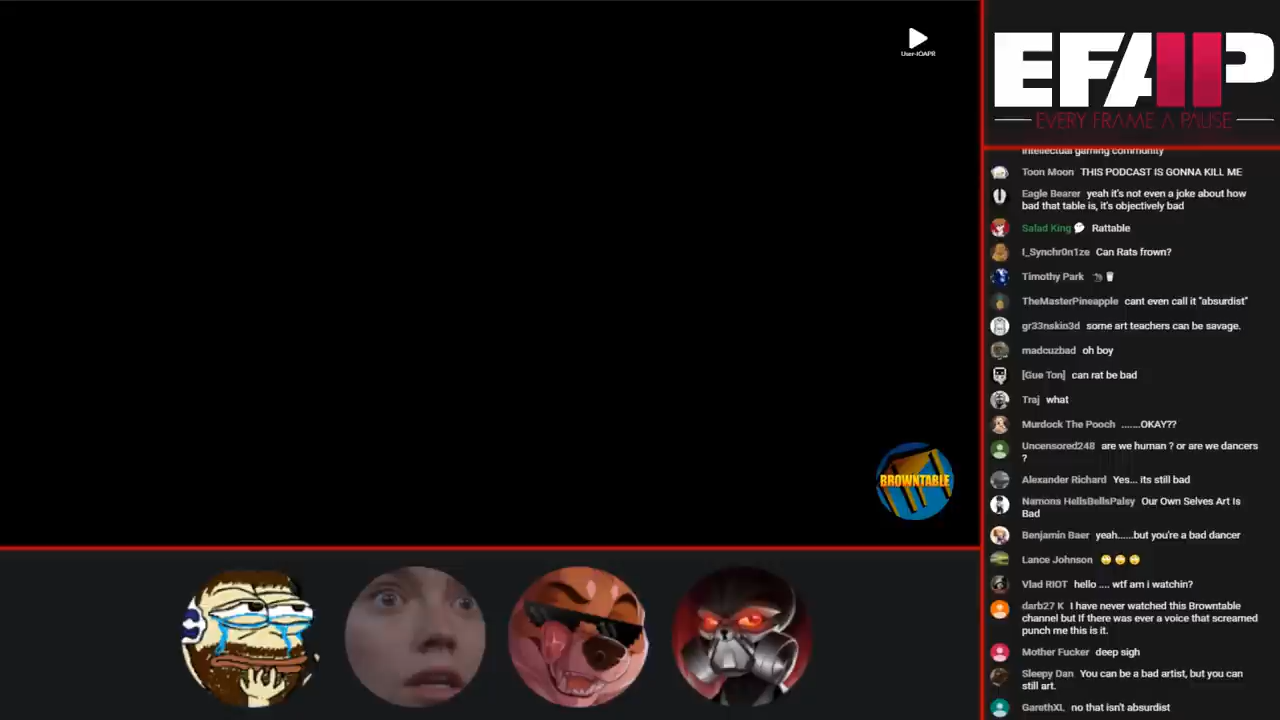 User-IOAPR
BROWNTABLE
EFAP
EVERY FRAME A PAUSE
intellectual gaming community
Toon Moon THIS PODCAST IS GONNA KILL ME
Eagle Bearer yeah it's not even a joke about how
bad that table is, it's objectively bad
Salad King Rattable
I_Synchr0n1ze Can Rats frown?
Timothy Park
TheMasterPineapple cant even call it "absurdist"
gr33nskin3d some art teachers can be savage.
madcuzbad oh boy
[Gue Ton] can rat be bad
Traj what
Murdock The Pooch .......OKAY??
Uncensored248 are we human ? or are we dancers
?
Alexander Richard Yes... its still bad
Namons HellsBellsPalsy Our Own Selves Art Is
Bad
Benjamin Baer yeah......but you're a bad dancer
Lance Johnson 🙄 🙄 🙄
Vlad RIOT hello .... wtf am i watchin?
darb27 K I have never watched this Browntable
channel but If there was ever a voice that screamed
punch me this is it.
Mother Fucker deep sigh
Sleepy Dan You can be a bad artist, but you can
still art.
GarethXL no that isn't absurdist